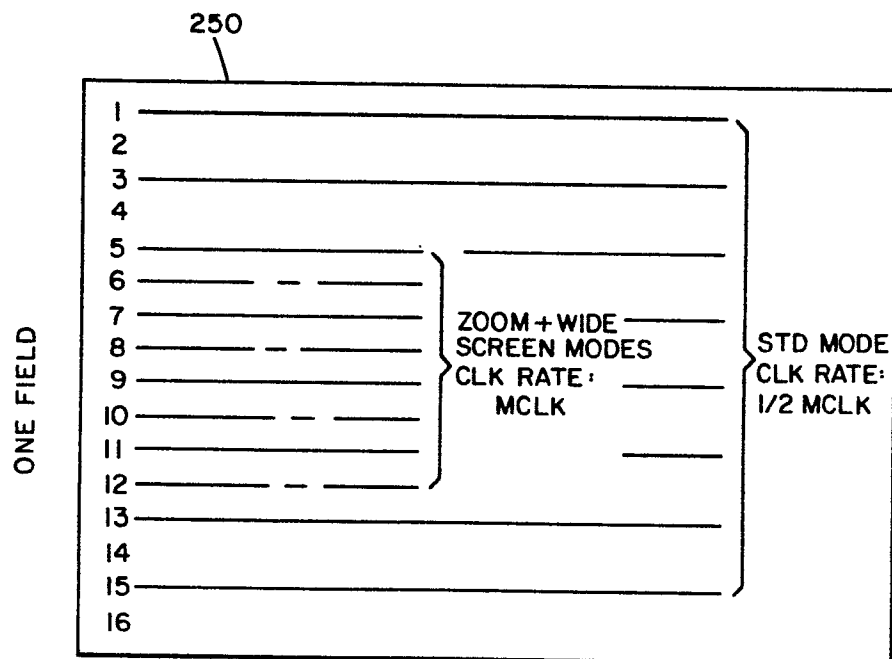 250
1
2
3
4
5
6
7
8
9
10
11
12
13
14
15
16
ZOOM + WIDE
SCREEN MODES
CLK RATE:
MCLK
STD MODE
CLK RATE:
1/2 MCLK
ONE FIELD